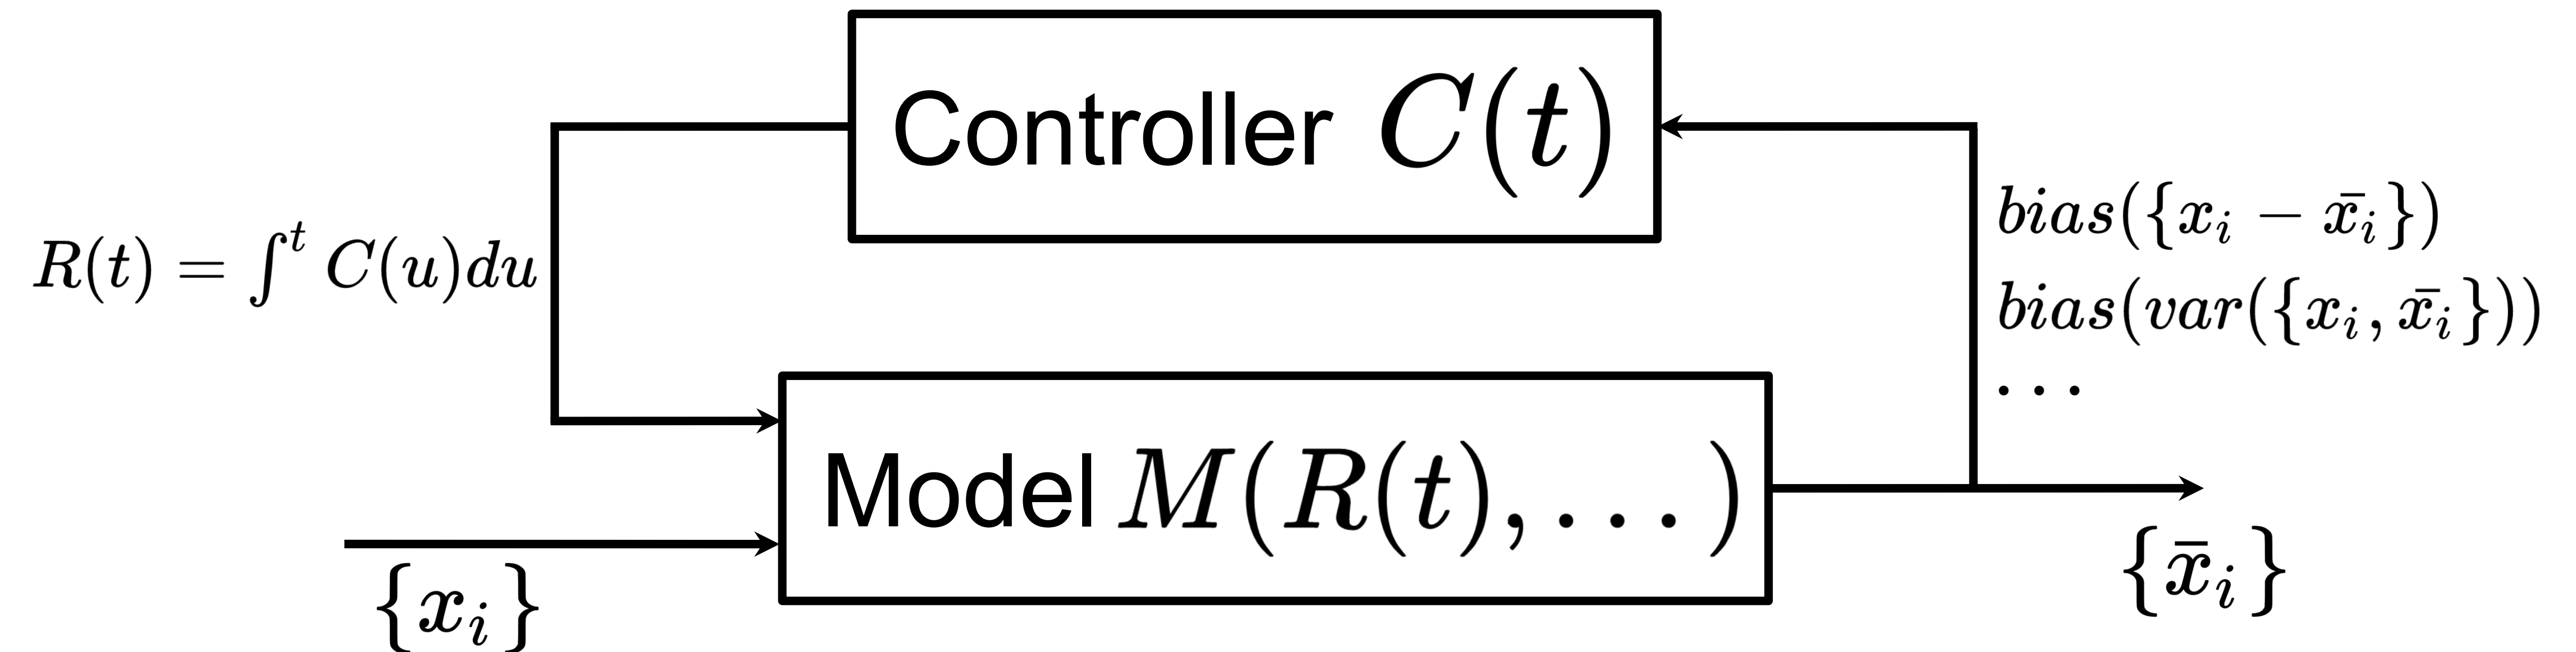 Controller C(t)
R(t) = ∫^t C(u)du
bias({x_i − x̄_i})
bias(var({x_i, x̄_i}))
...
Model M(R(t), ...)
{x_i}
{x̄_i}